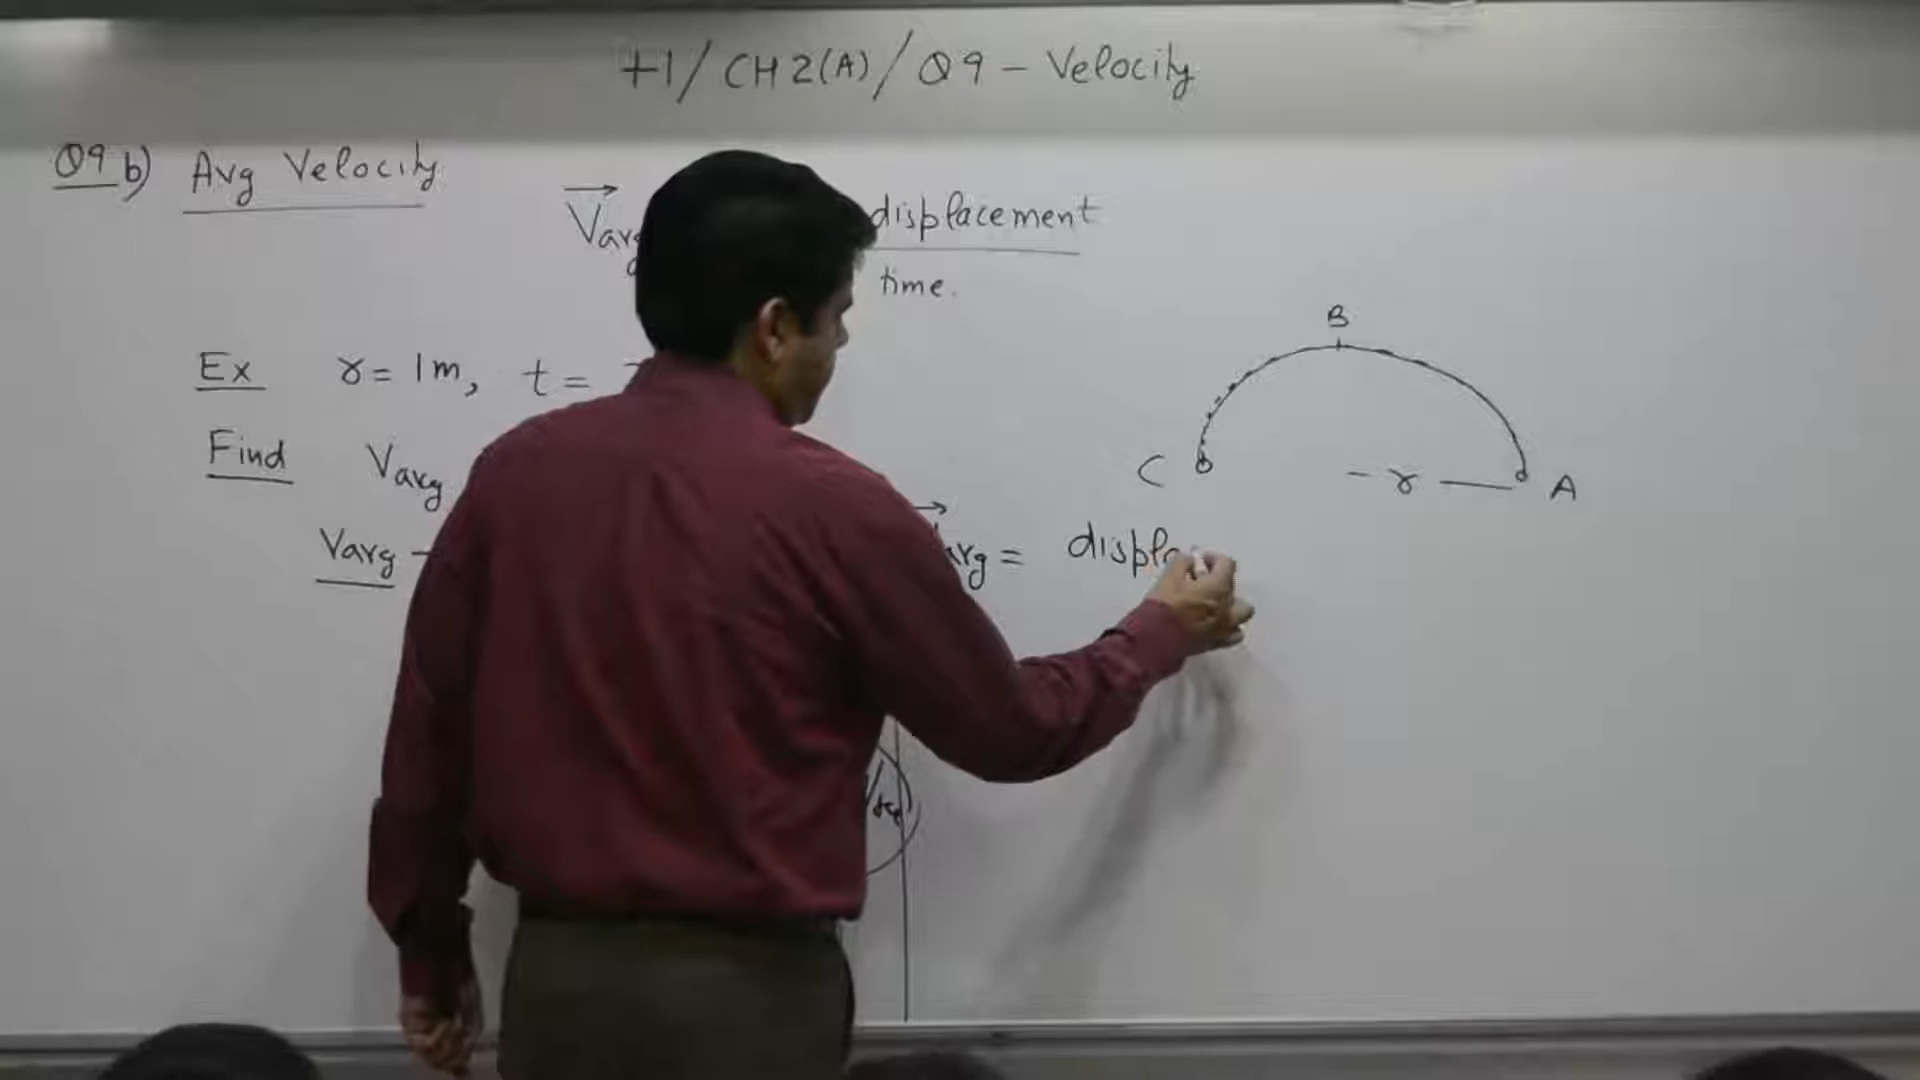 +1/CH2(A)/Q9 - Velocity
Q9 b) Avg Velocity
Vavg
displacement
time.
B
Ex r = 1m, t =
Find Vavg
C - r — A
Vavg
avg = displa